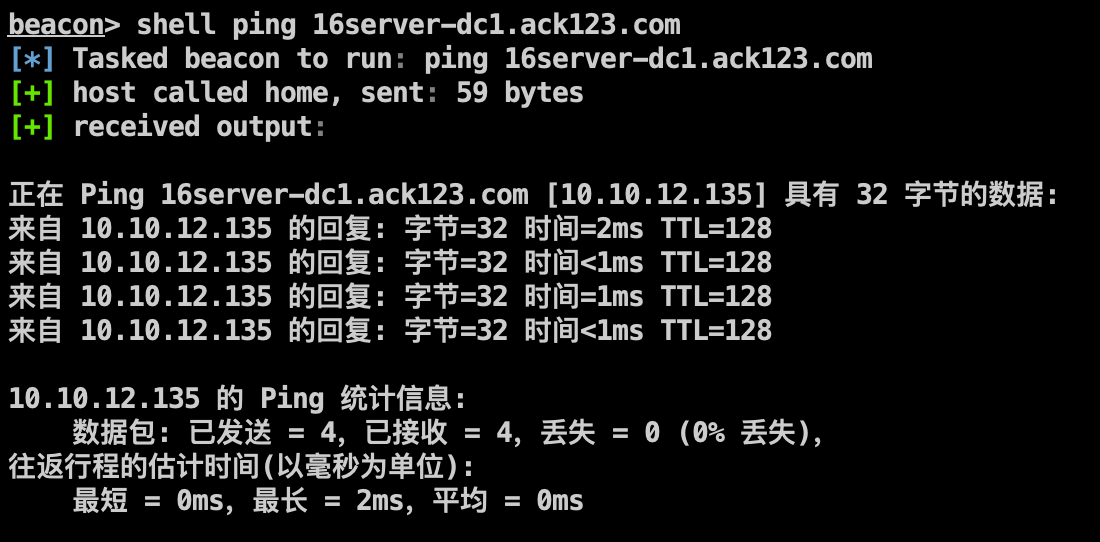 beacon> shell ping 16server-dc1.ack123.com
[*] Tasked beacon to run: ping 16server-dc1.ack123.com
[+] host called home, sent: 59 bytes
[+] received output:
正在 Ping 16server-dc1.ack123.com [10.10.12.135] 具有 32 字节的数据:
来自 10.10.12.135 的回复: 字节=32 时间=2ms TTL=128
来自 10.10.12.135 的回复: 字节=32 时间<1ms TTL=128
来自 10.10.12.135 的回复: 字节=32 时间=1ms TTL=128
来自 10.10.12.135 的回复: 字节=32 时间<1ms TTL=128
10.10.12.135 的 Ping 统计信息:
数据包: 已发送 = 4，已接收 = 4，丢失 = 0 (0% 丢失)，
往返行程的估计时间(以毫秒为单位):
最短 = 0ms，最长 = 2ms，平均 = 0ms